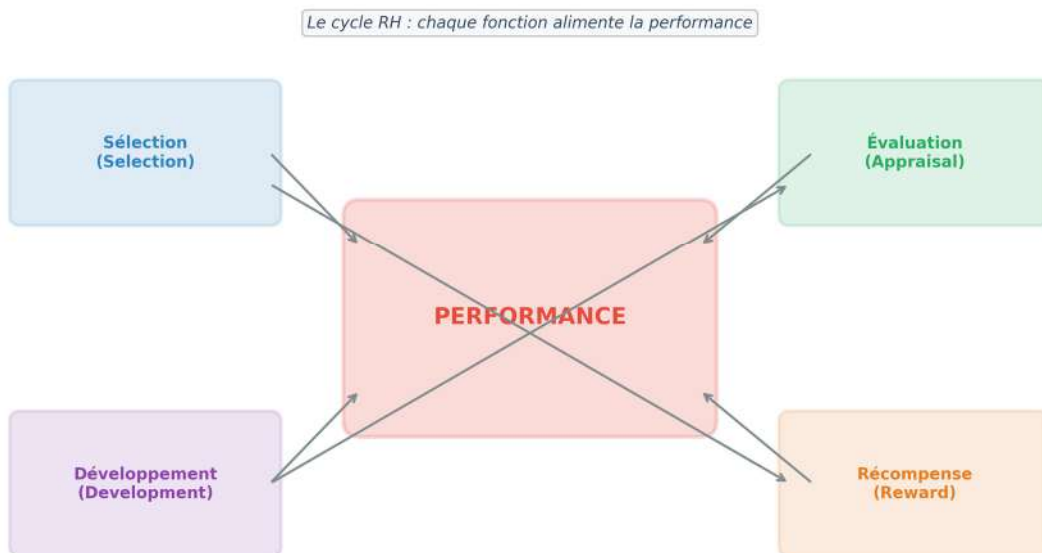 Le cycle RH : chaque fonction alimente la performance
Sélection
(Selection)
Évaluation
(Appraisal)
PERFORMANCE
Développement
(Development)
Récompense
(Reward)